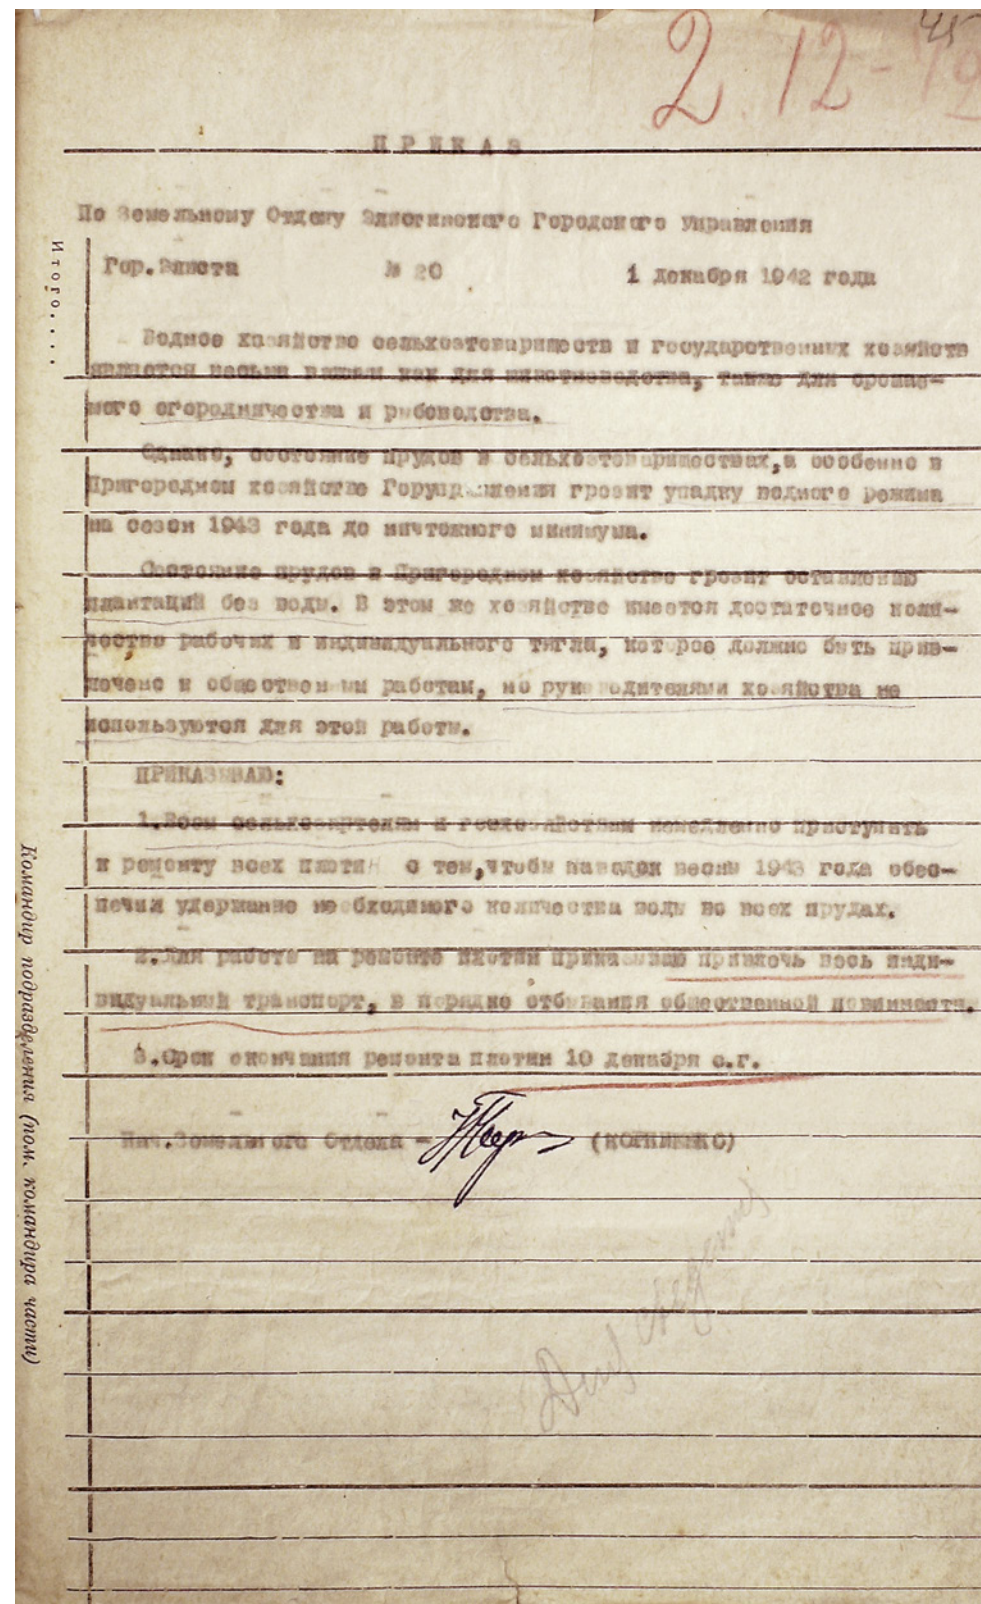 45
2. 12 - 42
ПРИКАЗ
По Земельному Отделу Элистинского Городского Управления
Гор.Элиста № 20 1 декабря 1942 года
Водное хозяйство сельхозтовариществ и государственных хозяйств
является весьма важным как для животноводства, также для орошае-
мого огородничества и рыбоводства.
Однако, состояние прудов в сельхозтовариществах,а особенно в
Пригородном хозяйстве Горуправления грозит упадку водного режима
на сезон 1943 года до ничтожного минимума.
Состояние прудов в Пригородном хозяйстве грозит оставлению
плантаций без воды. В этом же хозяйстве имеется достаточное коли-
чество рабочих и индивидуального тягла, которое должно быть прив-
лечено к общественным работам, но руководителями хозяйства не
используются для этой работы.
ПРИКАЗЫВАЮ:
1.Всем сельхозартелям и госхозяйствам немедленно приступить
к ремонту всех плотин с тем,чтобы паводок весны 1943 года обес-
печил удержание необходимого количества воды во всех прудах.
2.Для работы на ремонте плотин приказываю привлечь весь инди-
видуальный транспорт, в порядке отбывания общественной повинности.
3.Срок окончания ремонта плотин 10 декабря с.г.
Нач.Земельного Отдела - (КОРНИЕНКО)
Итого....
Командир подразделения (пом. командира части)